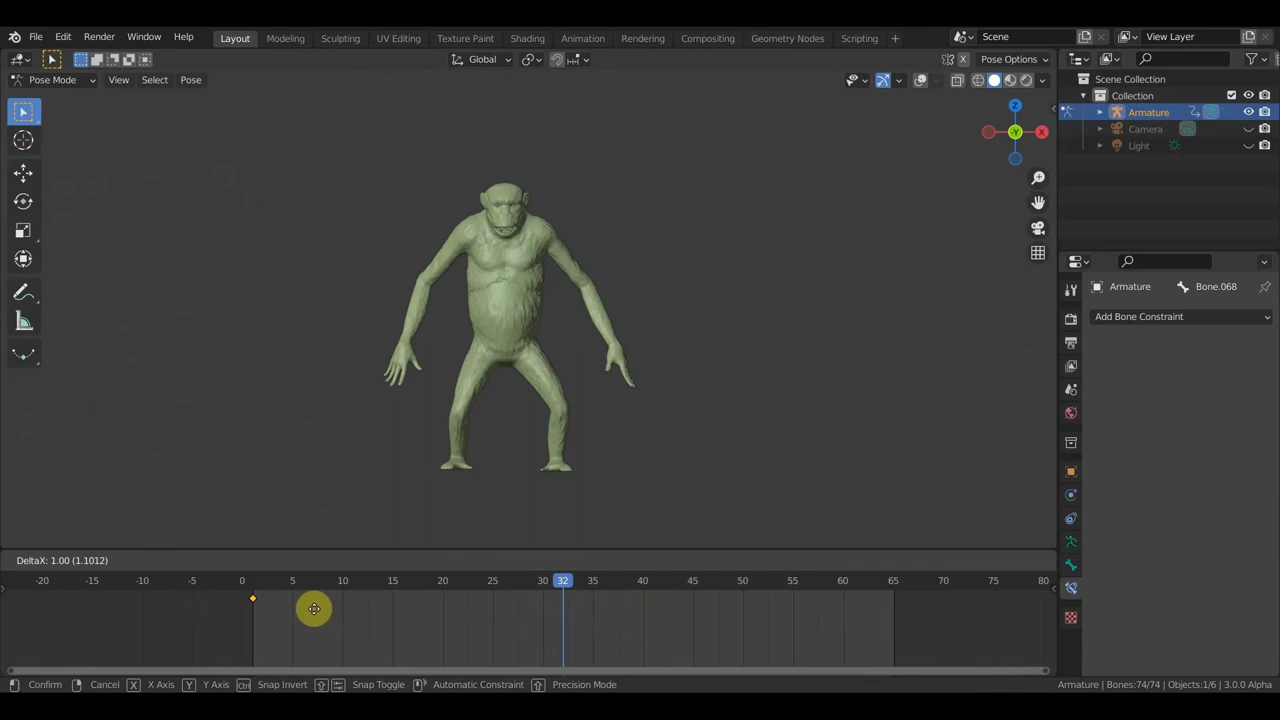 File Edit Render Window Help Layout Modeling Sculpting UV Editing Texture Paint Shading Animation Rendering Compositing Geometry Nodes Scripting + Scene View Layer
Global X Pose Options
Pose Mode View Select Pose
Scene Collection
Collection
Armature
Camera
Light
Z
-Y X
Armature Bone.068
Add Bone Constraint
DeltaX: 1.00 (1.1012)
-20 -15 -10 -5 0 5 10 15 20 25 30 32 35 40 45 50 55 60 65 70 75 80
Confirm Cancel X X Axis Y Y Axis Ctrl Snap Invert Snap Toggle Automatic Constraint Precision Mode Armature | Bones:74/74 | Objects:1/6 | 3.0.0 Alpha